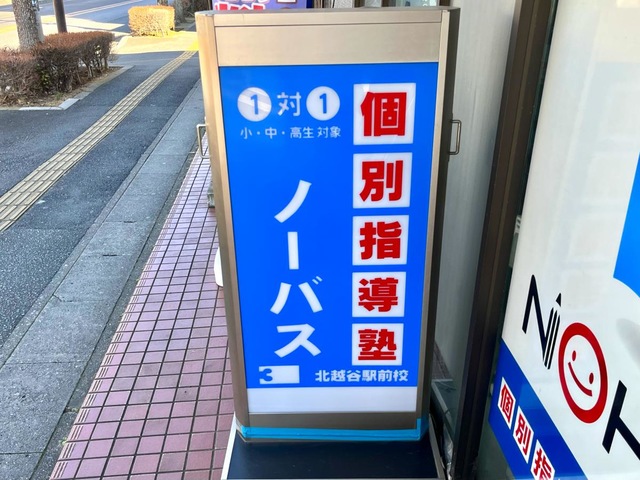 1対1
小・中・高生対象
個別指導塾
ノーバス
3
北越谷駅前校
個別指